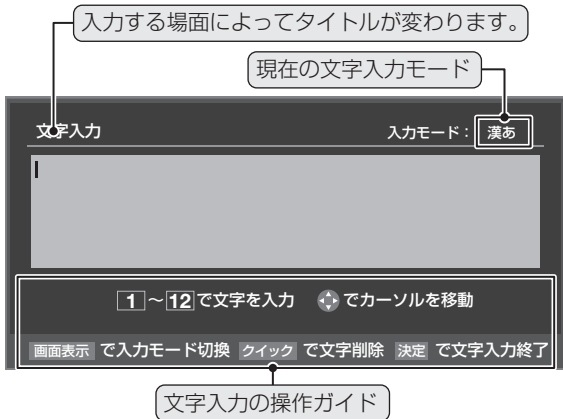 入力する場面によってタイトルが変わります。
現在の文字入力モード
文字入力 入力モード： 漢あ
1～12で文字を入力 でカーソルを移動
画面表示 で入力モード切換 クイック で文字削除 決定 で文字入力終了
文字入力の操作ガイド